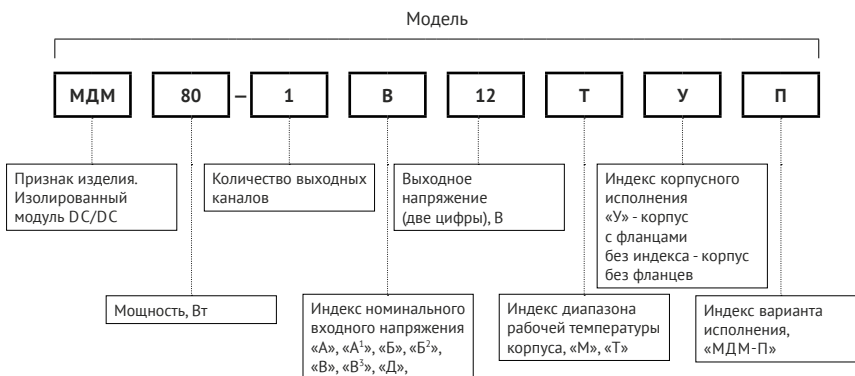 Модель
МДМ 80 – 1 В 12 Т У П
Признак изделия.
Изолированный
модуль DC/DC
Количество выходных
каналов
Выходное
напряжение
(две цифры), В
Индекс корпусного
исполнения
«У» - корпус
с фланцами
без индекса - корпус
без фланцев
Мощность, Вт
Индекс номинального
входного напряжения
«А», «А¹», «Б», «Б²»,
«В», «В³», «Д»,
Индекс диапазона
рабочей температуры
корпуса, «М», «Т»
Индекс варианта
исполнения,
«МДМ-П»